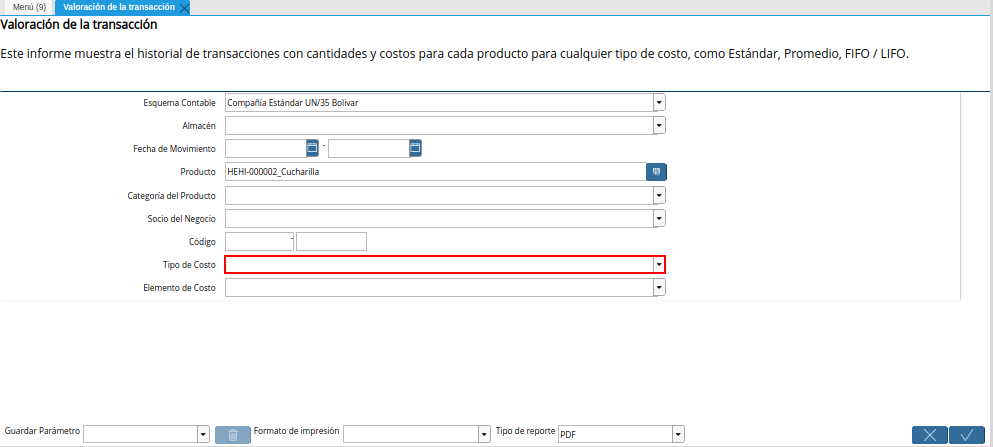 Menú (9) Valoración de la transacción
Valoración de la transacción
Este informe muestra el historial de transacciones con cantidades y costos para cada producto para cualquier tipo de costo, como Estándar, Promedio, FIFO / LIFO.
Esquema Contable Compañía Estándar UN/35 Bolivar
Almacén
Fecha de Movimiento -
Producto HEHI-000002_Cucharilla
Categoría del Producto
Socio del Negocio
Código -
Tipo de Costo
Elemento de Costo
Guardar Parámetro Formato de impresión Tipo de reporte PDF